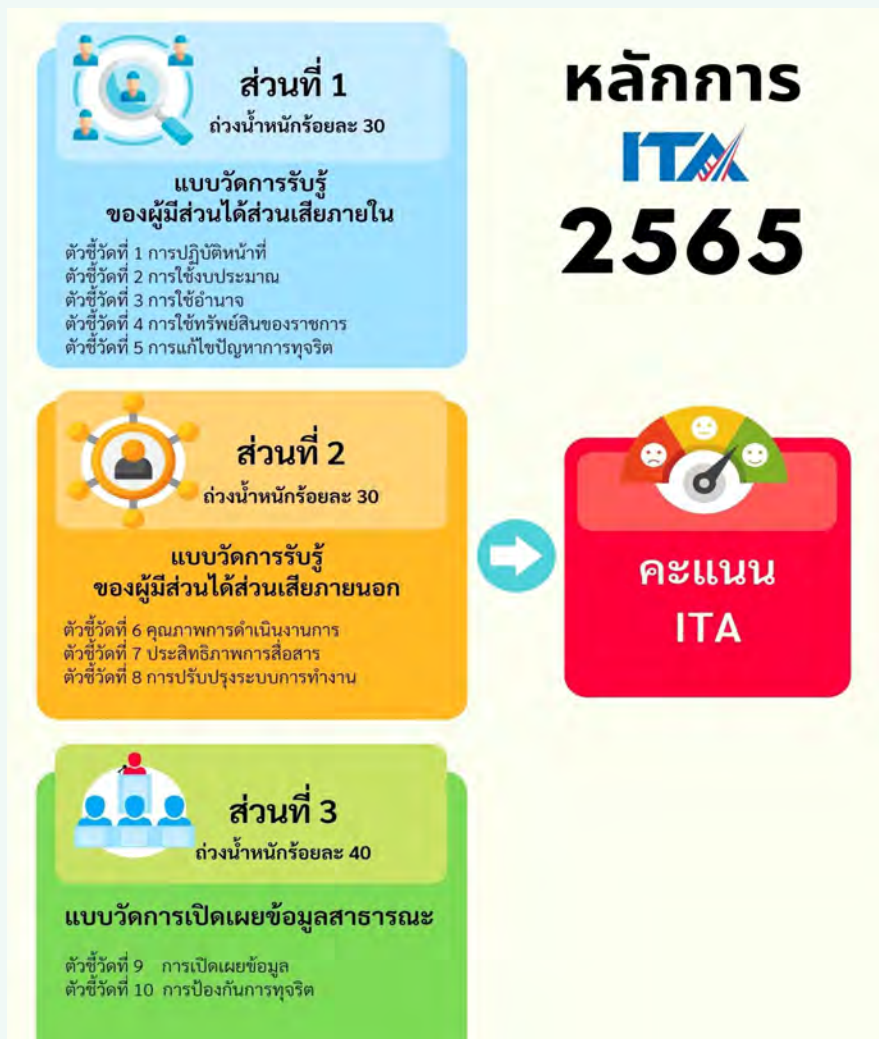 หลักการ
ITA
2565
ส่วนที่ 1
ถ่วงน้ำหนักร้อยละ 30
แบบวัดการรับรู้
ของผู้มีส่วนได้ส่วนเสียภายใน
ตัวชี้วัดที่ 1 การปฏิบัติหน้าที่
ตัวชี้วัดที่ 2 การใช้งบประมาณ
ตัวชี้วัดที่ 3 การใช้อำนาจ
ตัวชี้วัดที่ 4 การใช้ทรัพย์สินของราชการ
ตัวชี้วัดที่ 5 การแก้ไขปัญหาการทุจริต
ส่วนที่ 2
ถ่วงน้ำหนักร้อยละ 30
แบบวัดการรับรู้
ของผู้มีส่วนได้ส่วนเสียภายนอก
ตัวชี้วัดที่ 6 คุณภาพการดำเนินงานการ
ตัวชี้วัดที่ 7 ประสิทธิภาพการสื่อสาร
ตัวชี้วัดที่ 8 การปรับปรุงระบบการทำงาน
ส่วนที่ 3
ถ่วงน้ำหนักร้อยละ 40
แบบวัดการเปิดเผยข้อมูลสาธารณะ
ตัวชี้วัดที่ 9 การเปิดเผยข้อมูล
ตัวชี้วัดที่ 10 การป้องกันการทุจริต
คะแนน
ITA